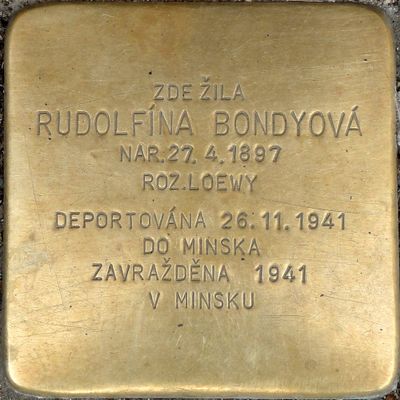 ZDE ŽILA
RUDOLFÍNA BONDYOVÁ
NAR.27.4.1897
ROZ.LOEWY
DEPORTOVÁNA 26.11.1941
DO MINSKA
ZAVRAŽDĚNA 1941
V MINSKU